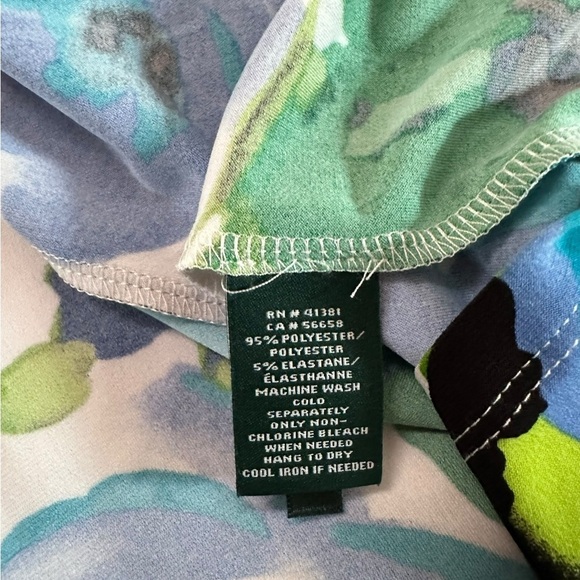 RN # 41381
CA # 56658
95% POLYESTER/
POLYESTER
5% ELASTANE/
ÉLASTHANNE
MACHINE WASH
COLD
SEPARATELY
ONLY NON-
CHLORINE BLEACH
WHEN NEEDED
HANG TO DRY
COOL IRON IF NEEDED